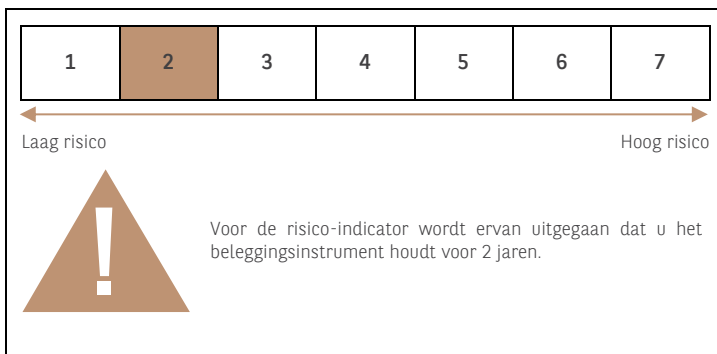 1 2 3 4 5 6 7
Laag risico Hoog risico
!
Voor de risico-indicator wordt ervan uitgegaan dat u het
beleggingsinstrument houdt voor 2 jaren.